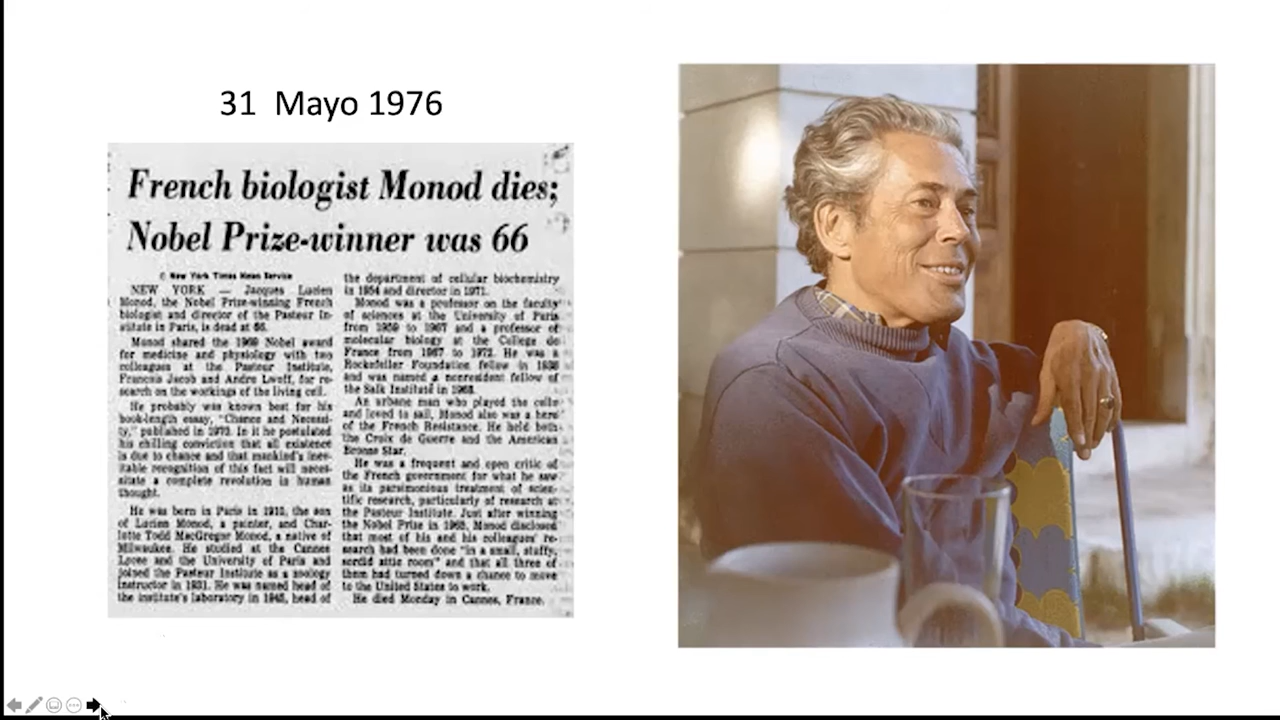 31 Mayo 1976
French biologist Monod dies;
Nobel Prize-winner was 66
© New York Times News Service
NEW YORK — Jacques Lucien
Monod, the Nobel Prize-winning French
biologist and director of the Pasteur In-
stitute in Paris, is dead at 66.
Monod shared the Nobel award
for medicine and physiology with two
colleagues at the Pasteur Institute,
Francois Jacob and Andre Lwoff, for re-
search on the workings of the living cell.
He probably was known best for his
book-length essay, "Chance and Necessi-
ty," published in In it he postulated
his chilling conviction that all existence
is due to chance and that mankind's inev-
itable recognition of this fact will neces-
sitate a complete revolution in human
thought.
He was born in Paris in the son
of Lucien Monod, a painter, and Char-
lotte Todd MacGregor Monod, a native of
Milwaukee. He studied at the Cannes
Lycee and the University of Paris and
joined the Pasteur Institute as a zoology
instructor in 1931. He was named head of
the institute's laboratory in head of
the department of cellular biochemistry
in 1954 and director in 1971.
Monod was a professor on the faculty
of sciences at the University of Paris
from 1959 to 1967 and a professor of
molecular biology at the College de
France from 1967 to 1972. He was a
Rockefeller Foundation fellow in
and was named a nonresident fellow of
the Salk Institute in
An urbane man who played the cello
and loved to sail, Monod also was a hero
of the French Resistance. He held both
the Croix de Guerre and the American
Bronze Star.
He was a frequent and open critic of
the French government for what he saw
as its parsimonious treatment of scien-
tific research, particularly of research at
the Pasteur Institute. Just after winning
the Nobel Prize in 1965, Monod disclosed
that most of his and his colleagues' re-
search had been done "in a small, stuffy,
sordid attic room" and that all three of
them had turned down a chance to move
to the United States to work.
He died Monday in Cannes, France.